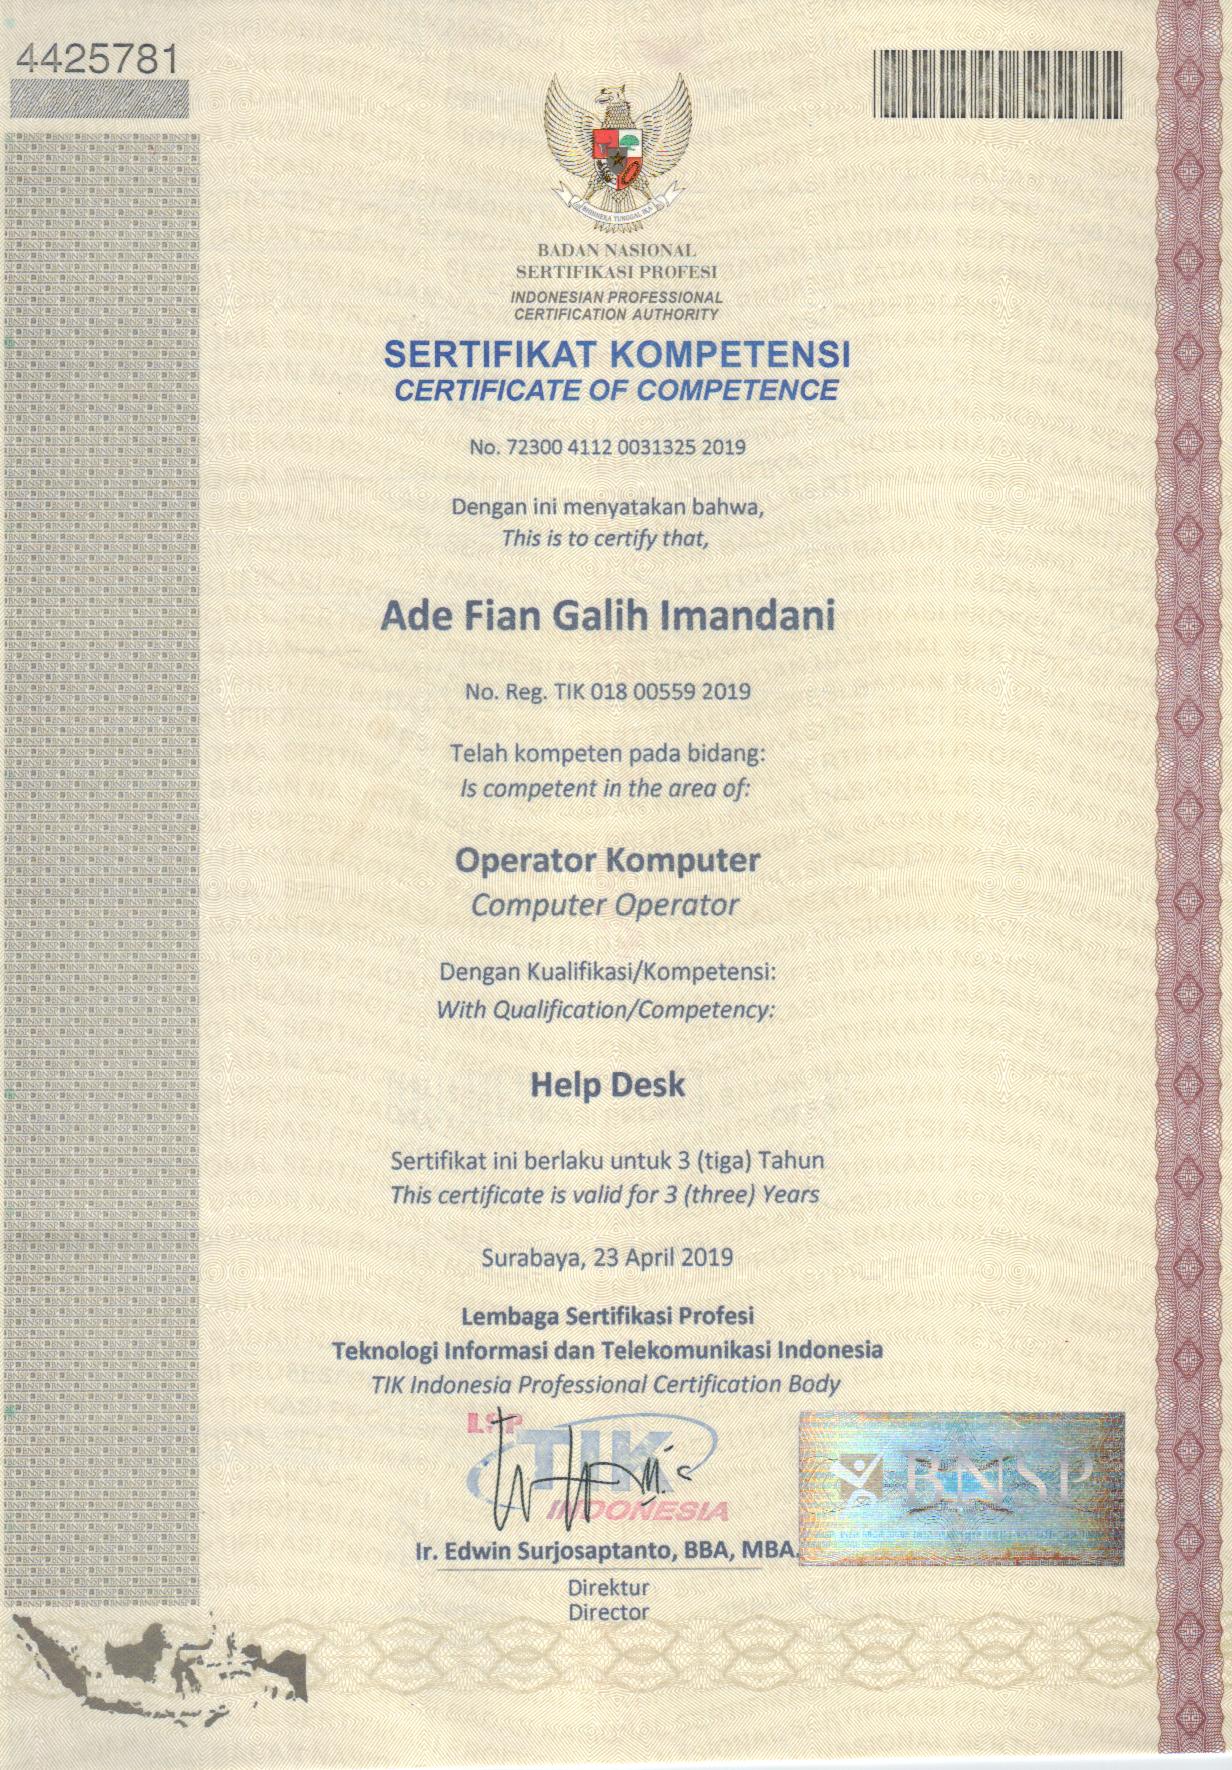 4425781
BHINNEKA TUNGGAL IKA
BADAN NASIONAL
SERTIFIKASI PROFESI
INDONESIAN PROFESSIONAL
CERTIFICATION AUTHORITY
SERTIFIKAT KOMPETENSI
CERTIFICATE OF COMPETENCE
No. 72300 4112 0031325 2019
Dengan ini menyatakan bahwa,
This is to certify that,
Ade Fian Galih Imandani
No. Reg. TIK 018 00559 2019
Telah kompeten pada bidang:
Is competent in the area of:
Operator Komputer
Computer Operator
Dengan Kualifikasi/Kompetensi:
With Qualification/Competency:
Help Desk
Sertifikat ini berlaku untuk 3 (tiga) Tahun
This certificate is valid for 3 (three) Years
Surabaya, 23 April 2019
Lembaga Sertifikasi Profesi
Teknologi Informasi dan Telekomunikasi Indonesia
TIK Indonesia Professional Certification Body
LSP
TIK
INDONESIA
BNSP
Ir. Edwin Surjosaptanto, BBA, MBA.
Direktur
Director